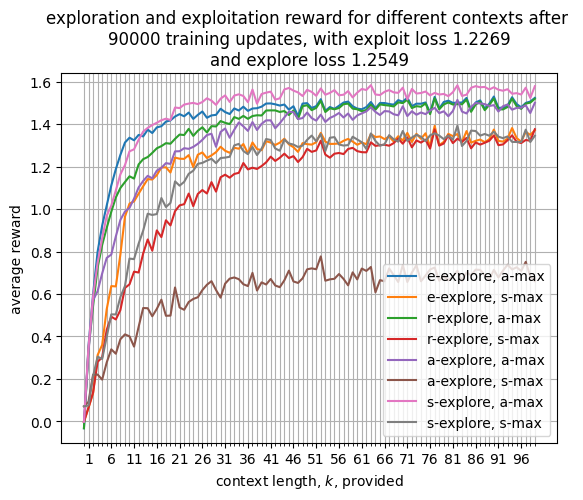 exploration and exploitation reward for different contexts after
90000 training updates, with exploit loss 1.2269
and explore loss 1.2549
1.6
1.4
1.2
1.0
0.8
0.6
0.4
0.2
0.0
average reward
e-explore, a-max
e-explore, s-max
r-explore, a-max
r-explore, s-max
a-explore, a-max
a-explore, s-max
s-explore, a-max
s-explore, s-max
1 6 11 16 21 26 31 36 41 46 51 56 61 66 71 76 81 86 91 96
context length, k, provided